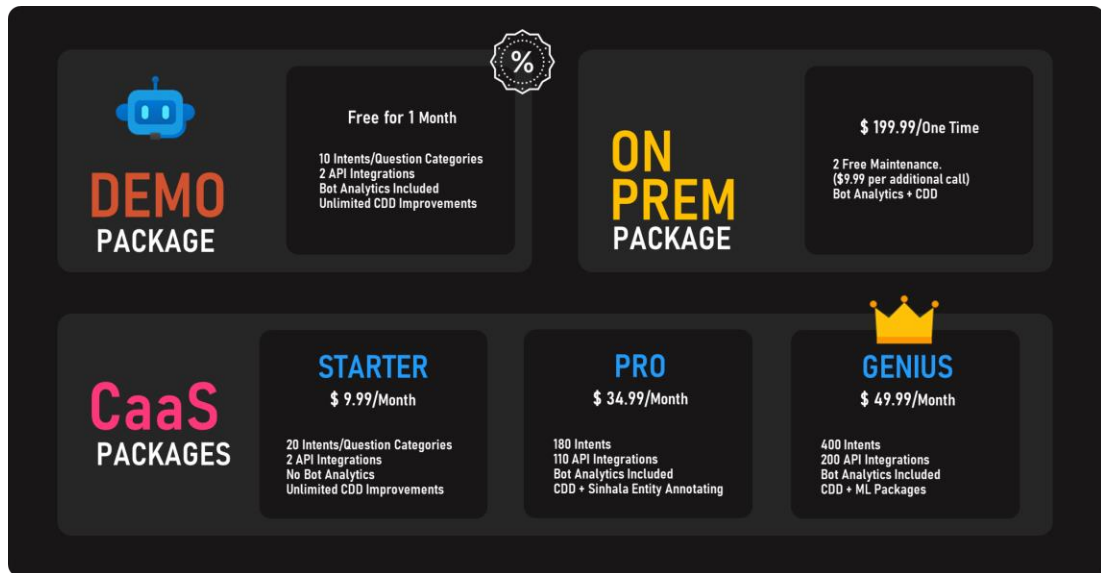 %
DEMO
PACKAGE
Free for 1 Month
10 Intents/Question Categories
2 API Integrations
Bot Analytics Included
Unlimited CDD Improvements
ON
PREM
PACKAGE
$ 199.99/One Time
2 Free Maintenance.
($9.99 per additional call)
Bot Analytics + CDD
CaaS
PACKAGES
STARTER
$ 9.99/Month
20 Intents/Question Categories
2 API Integrations
No Bot Analytics
Unlimited CDD Improvements
PRO
$ 34.99/Month
180 Intents
110 API Integrations
Bot Analytics Included
CDD + Sinhala Entity Annotating
GENIUS
$ 49.99/Month
400 Intents
200 API Integrations
Bot Analytics Included
CDD + ML Packages